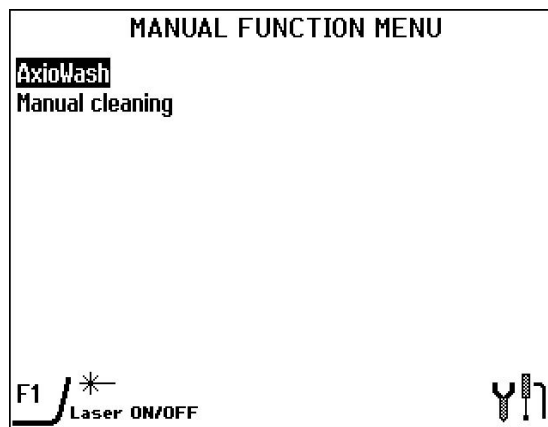 MANUAL FUNCTION MENU
AxioWash
Manual cleaning
F1
Laser ON/OFF